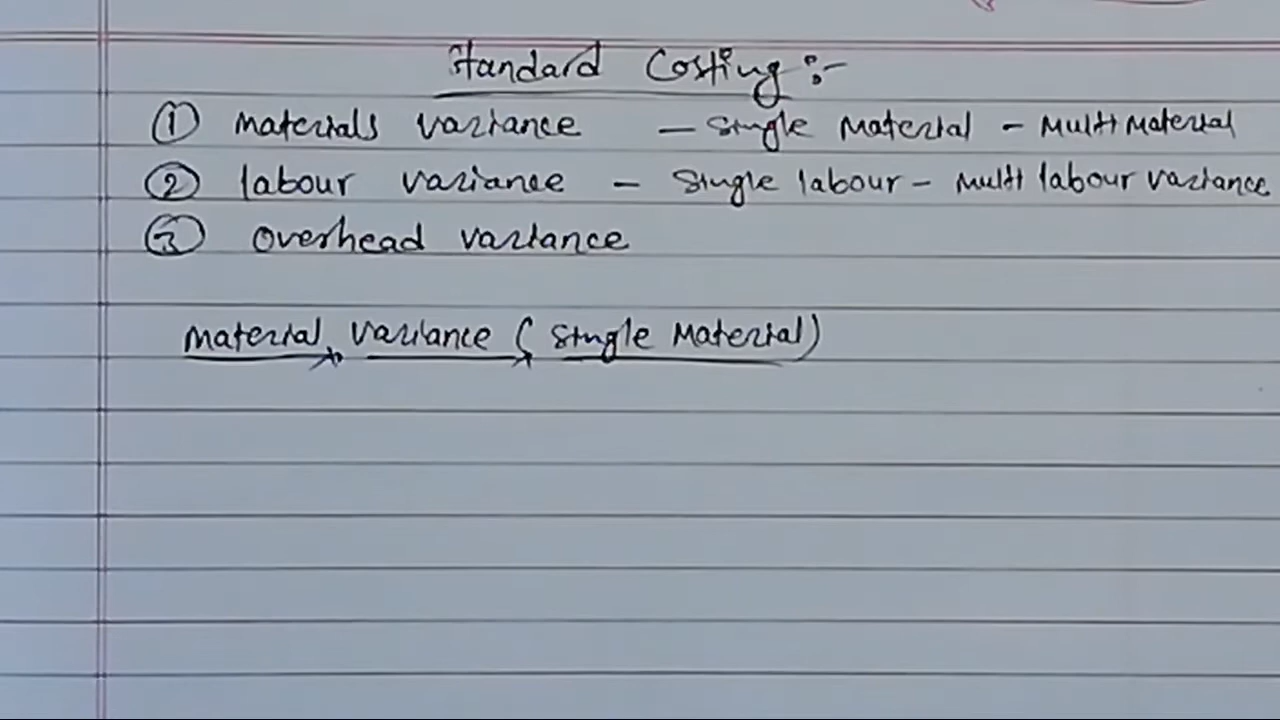 Standard Costing :-
① Materials variance - Single Material - Multi Material
② labour variance - Single labour - Multi labour variance
③ overhead variance
Material variance (Single Material)